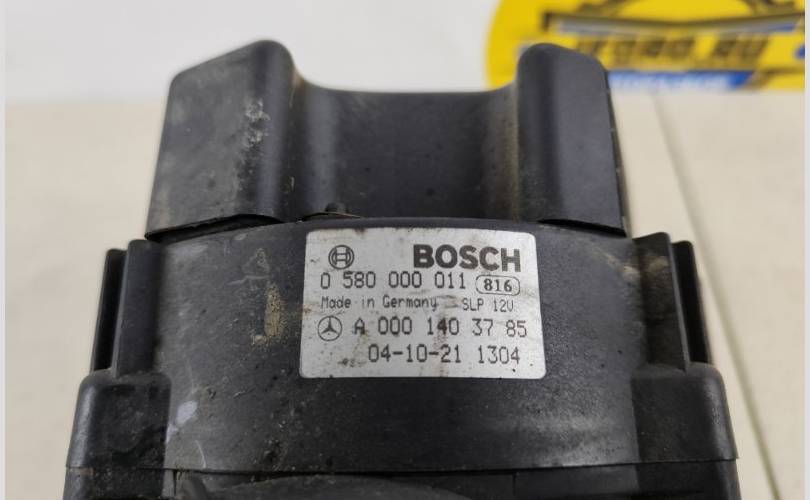 BOSCH
0 580 000 011 816
Made in Germany SLP 12V
A 000 140 37 85
04-10-21 1304